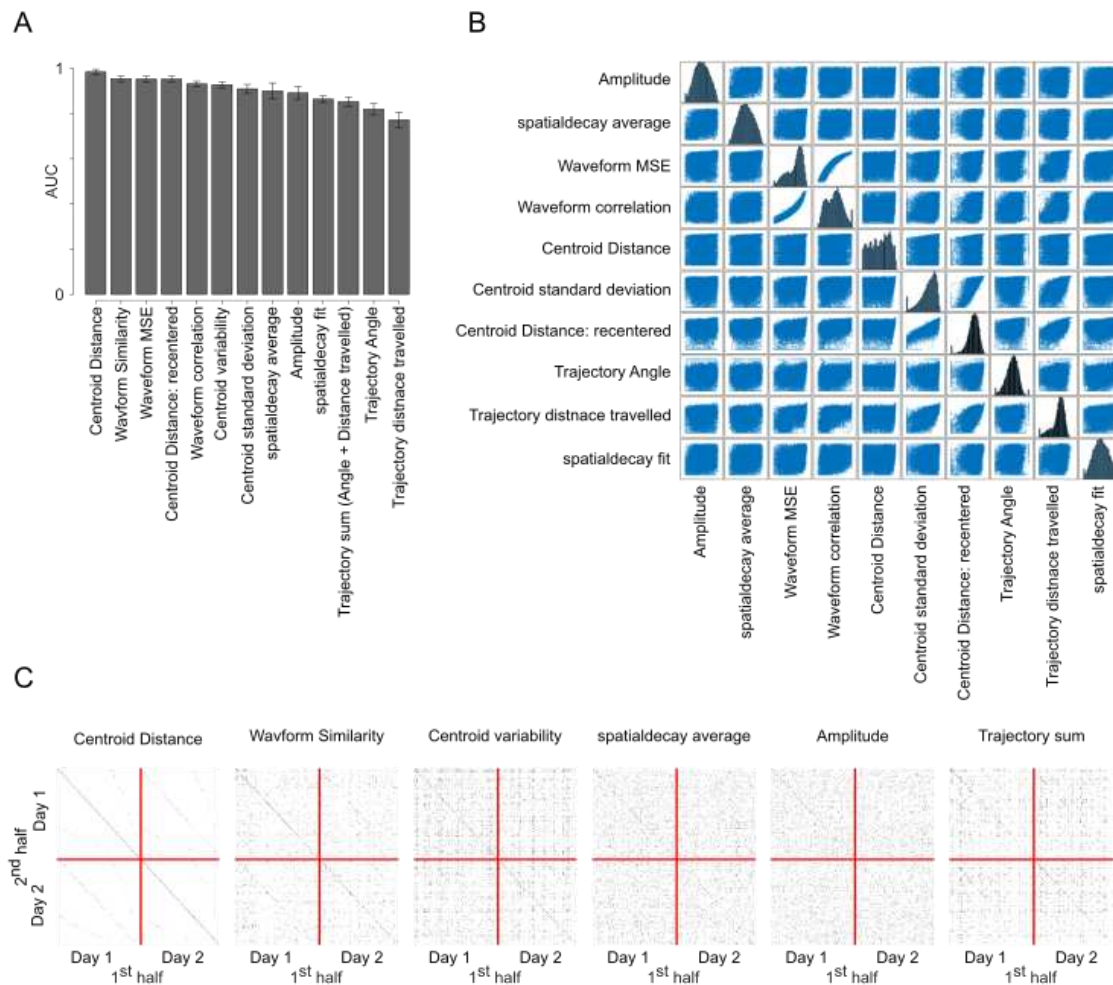 A
1
AUC
0
Centroid Distance
Wavform Similarity
Waveform MSE
Centroid Distance: recentered
Waveform correlation
Centroid variability
Centroid standard deviation
spatialdecay average
Amplitude
spatialdecay fit
Trajectory sum (Angle + Distance travelled)
Trajectory Angle
Trajectory distnace travelled
B
Amplitude
spatialdecay average
Waveform MSE
Waveform correlation
Centroid Distance
Centroid standard deviation
Centroid Distance: recentered
Trajectory Angle
Trajectory distnace travelled
spatialdecay fit
Amplitude
spatialdecay average
Waveform MSE
Waveform correlation
Centroid Distance
Centroid standard deviation
Centroid Distance: recentered
Trajectory Angle
Trajectory distnace travelled
spatialdecay fit
C
Centroid Distance
Wavform Similarity
Centroid variability
spatialdecay average
Amplitude
Trajectory sum
2nd half
Day 1
Day 2
Day 1 Day 2
1st half
Day 1 Day 2
1st half
Day 1 Day 2
1st half
Day 1 Day 2
1st half
Day 1 Day 2
1st half
Day 1 Day 2
1st half